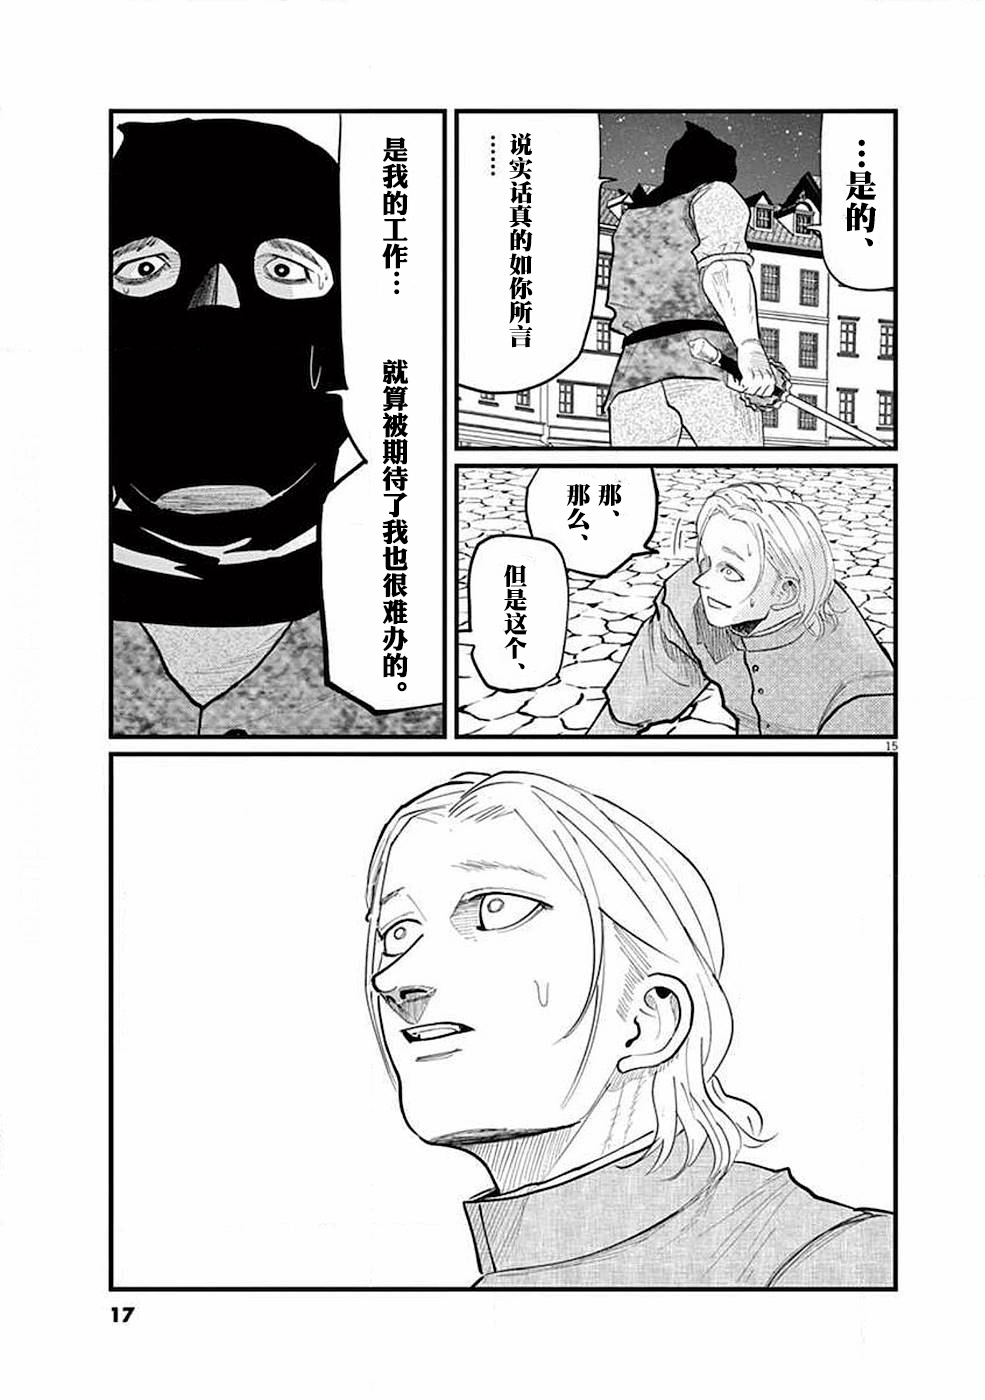 …是的、
说实话真的如你所言
……
那、
那么、
但是这个、
是我的工作…
就算被期待了我也很难办的。
15
17